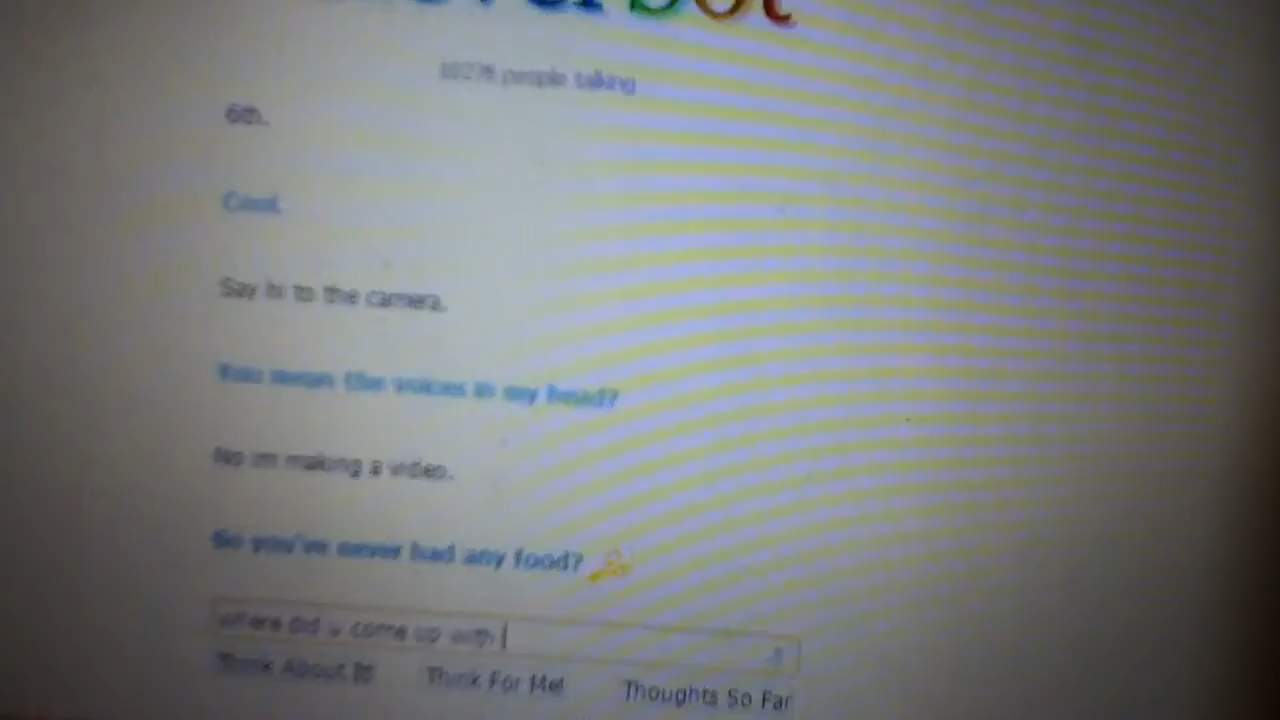 people talking
6th.
Cool.
Say hi to the camera.
You mean the voices in my head?
No im making a video.
So you've never had any food?
where did u come up with
Think About It!
Think For Me!
Thoughts So Far